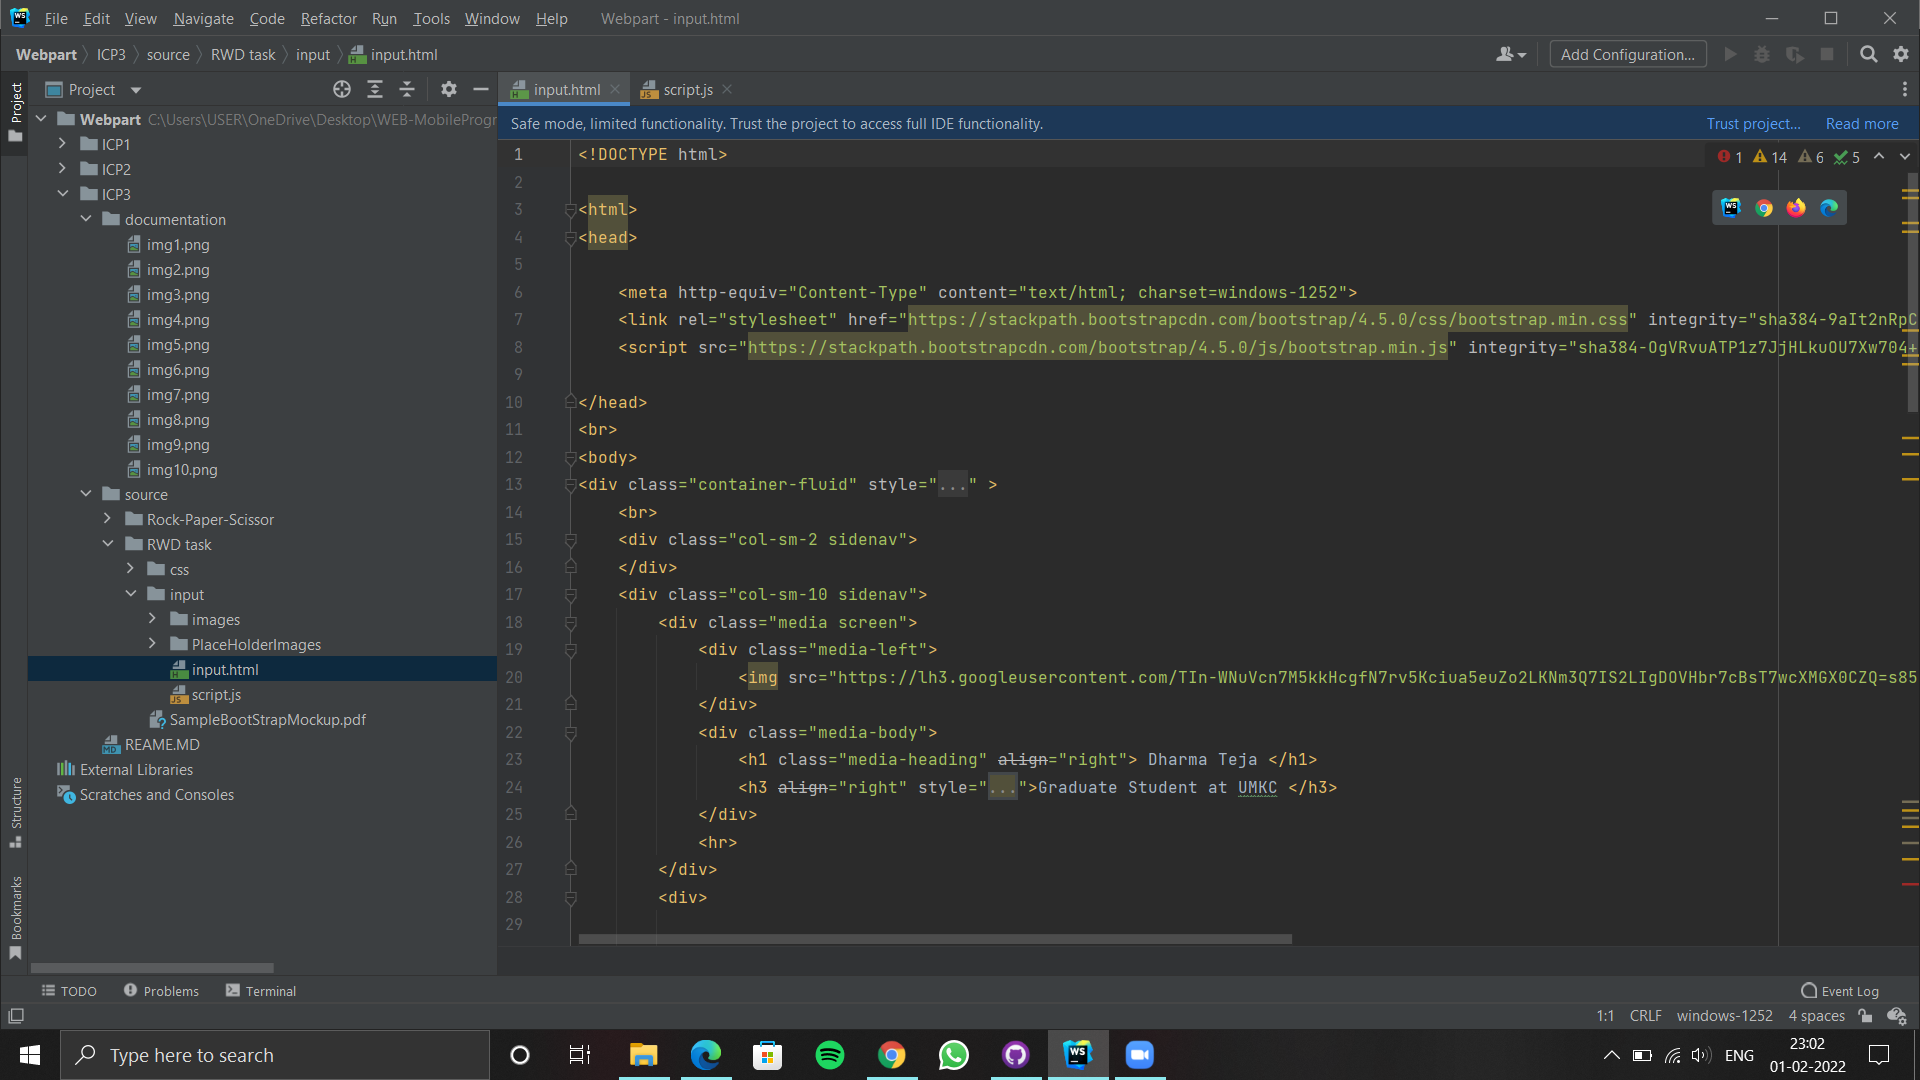 File Edit View Navigate Code Refactor Run Tools Window Help Webpart - input.html
Webpart ICP3 source RWD task input input.html Add Configuration...
Project
Project
input.html
script.js
Safe mode, limited functionality. Trust the project to access full IDE functionality. Trust project... Read more
Webpart C:\Users\USER\OneDrive\Desktop\WEB-MobileProgr
ICP1
ICP2
ICP3
documentation
img1.png
img2.png
img3.png
img4.png
img5.png
img6.png
img7.png
img8.png
img9.png
img10.png
source
Rock-Paper-Scissor
RWD task
css
input
images
PlaceHolderImages
input.html
script.js
SampleBootStrapMockup.pdf
REAME.MD
External Libraries
Scratches and Consoles
Structure
Bookmarks
1 14 6 5
1 <!DOCTYPE html>
2
3 <html>
4 <head>
5
6 <meta http-equiv="Content-Type" content="text/html; charset=windows-1252">
7 <link rel="stylesheet" href="https://stackpath.bootstrapcdn.com/bootstrap/4.5.0/css/bootstrap.min.css" integrity="sha384-9aIt2nRpC
8 <script src="https://stackpath.bootstrapcdn.com/bootstrap/4.5.0/js/bootstrap.min.js" integrity="sha384-OgVRvuATP1z7JjHLkuOU7Xw704+
9
10 </head>
11 <br>
12 <body>
13 <div class="container-fluid" style="..." >
14 <br>
15 <div class="col-sm-2 sidenav">
16 </div>
17 <div class="col-sm-10 sidenav">
18 <div class="media screen">
19 <div class="media-left">
20 <img src="https://lh3.googleusercontent.com/TIn-WNuVcn7M5kkHcgfN7rv5Kciua5euZo2LKNm3Q7IS2LIgDOVHbr7cBsT7wcXMGX0CZQ=s85
21 </div>
22 <div class="media-body">
23 <h1 class="media-heading" align="right"> Dharma Teja </h1>
24 <h3 align="right" style="...">Graduate Student at UMKC </h3>
25 </div>
26 <hr>
27 </div>
28 <div>
29
TODO Problems Terminal Event Log
1:1 CRLF windows-1252 4 spaces
Type here to search
ENG
23:02
01-02-2022